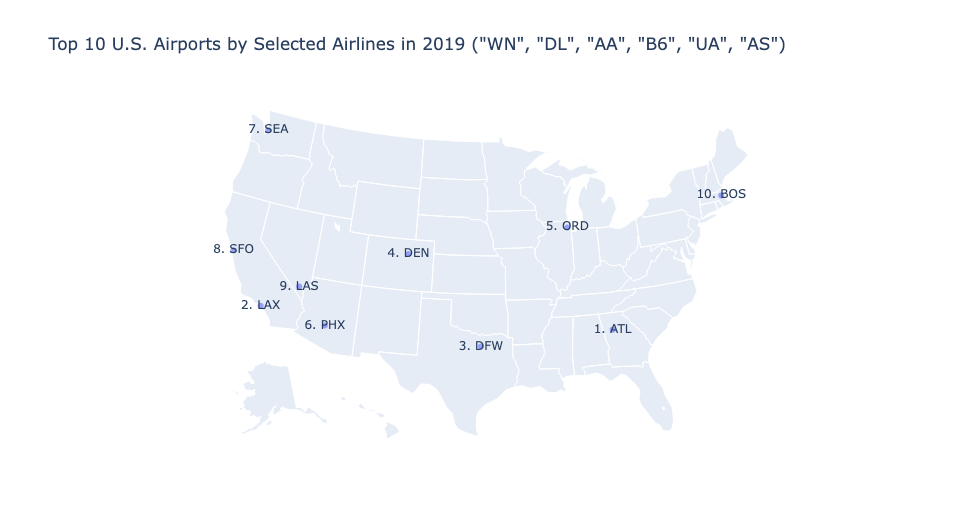 Top 10 U.S. Airports by Selected Airlines in 2019 ("WN", "DL", "AA", "B6", "UA", "AS")
7. SEA
10. BOS
5. ORD
8. SFO
4. DEN
9. LAS
2. LAX
6. PHX
1. ATL
3. DFW